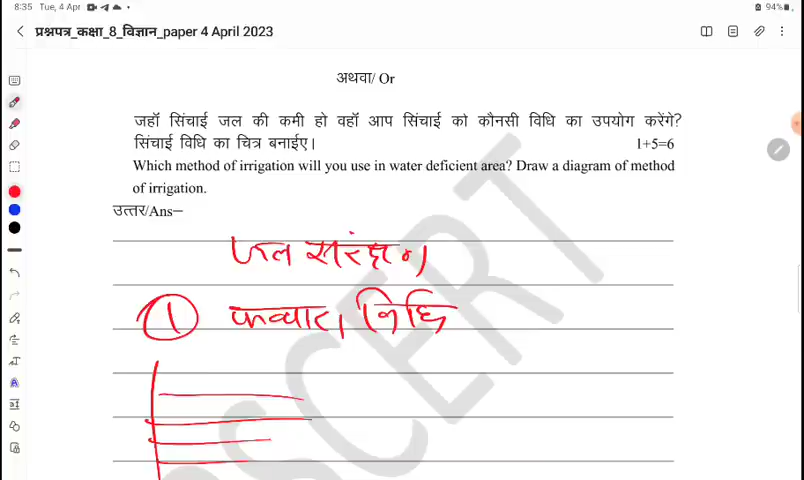 8:35 Tue, 4 Apr
94%
प्रश्नपत्र_कक्षा_8_विज्ञान_paper 4 April 2023
अथवा/ Or
जहॉ सिंचाई जल की कमी हो वहॉ आप सिंचाई को कौनसी विधि का उपयोग करेंगे?
सिंचाई विधि का चित्र बनाईए। 1+5=6
Which method of irrigation will you use in water deficient area? Draw a diagram of method
of irrigation.
उत्तर/Ans–
जल संरक्षण
① फव्वारा विधि
SCERT